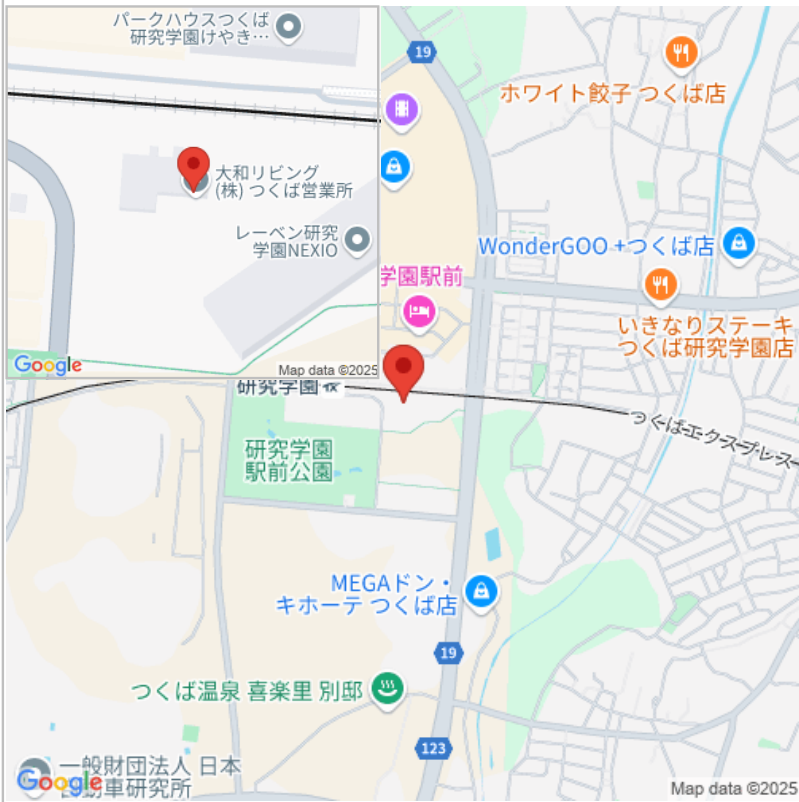 パークハウスつくば
研究学園けやき…
大和リビング
(株) つくば営業所
レーベン研究
学園NEXIO
Google
Map data ©2025
19
ホワイト餃子 つくば店
WonderGOO +つくば店
学園駅前
いきなりステーキ
つくば研究学園店
研究学園
つくばエクスプレス
研究学園
駅前公園
MEGAドン・
キホーテ つくば店
19
つくば温泉 喜楽里 別邸
123
一般財団法人 日本
自動車研究所
Google
Map data ©2025